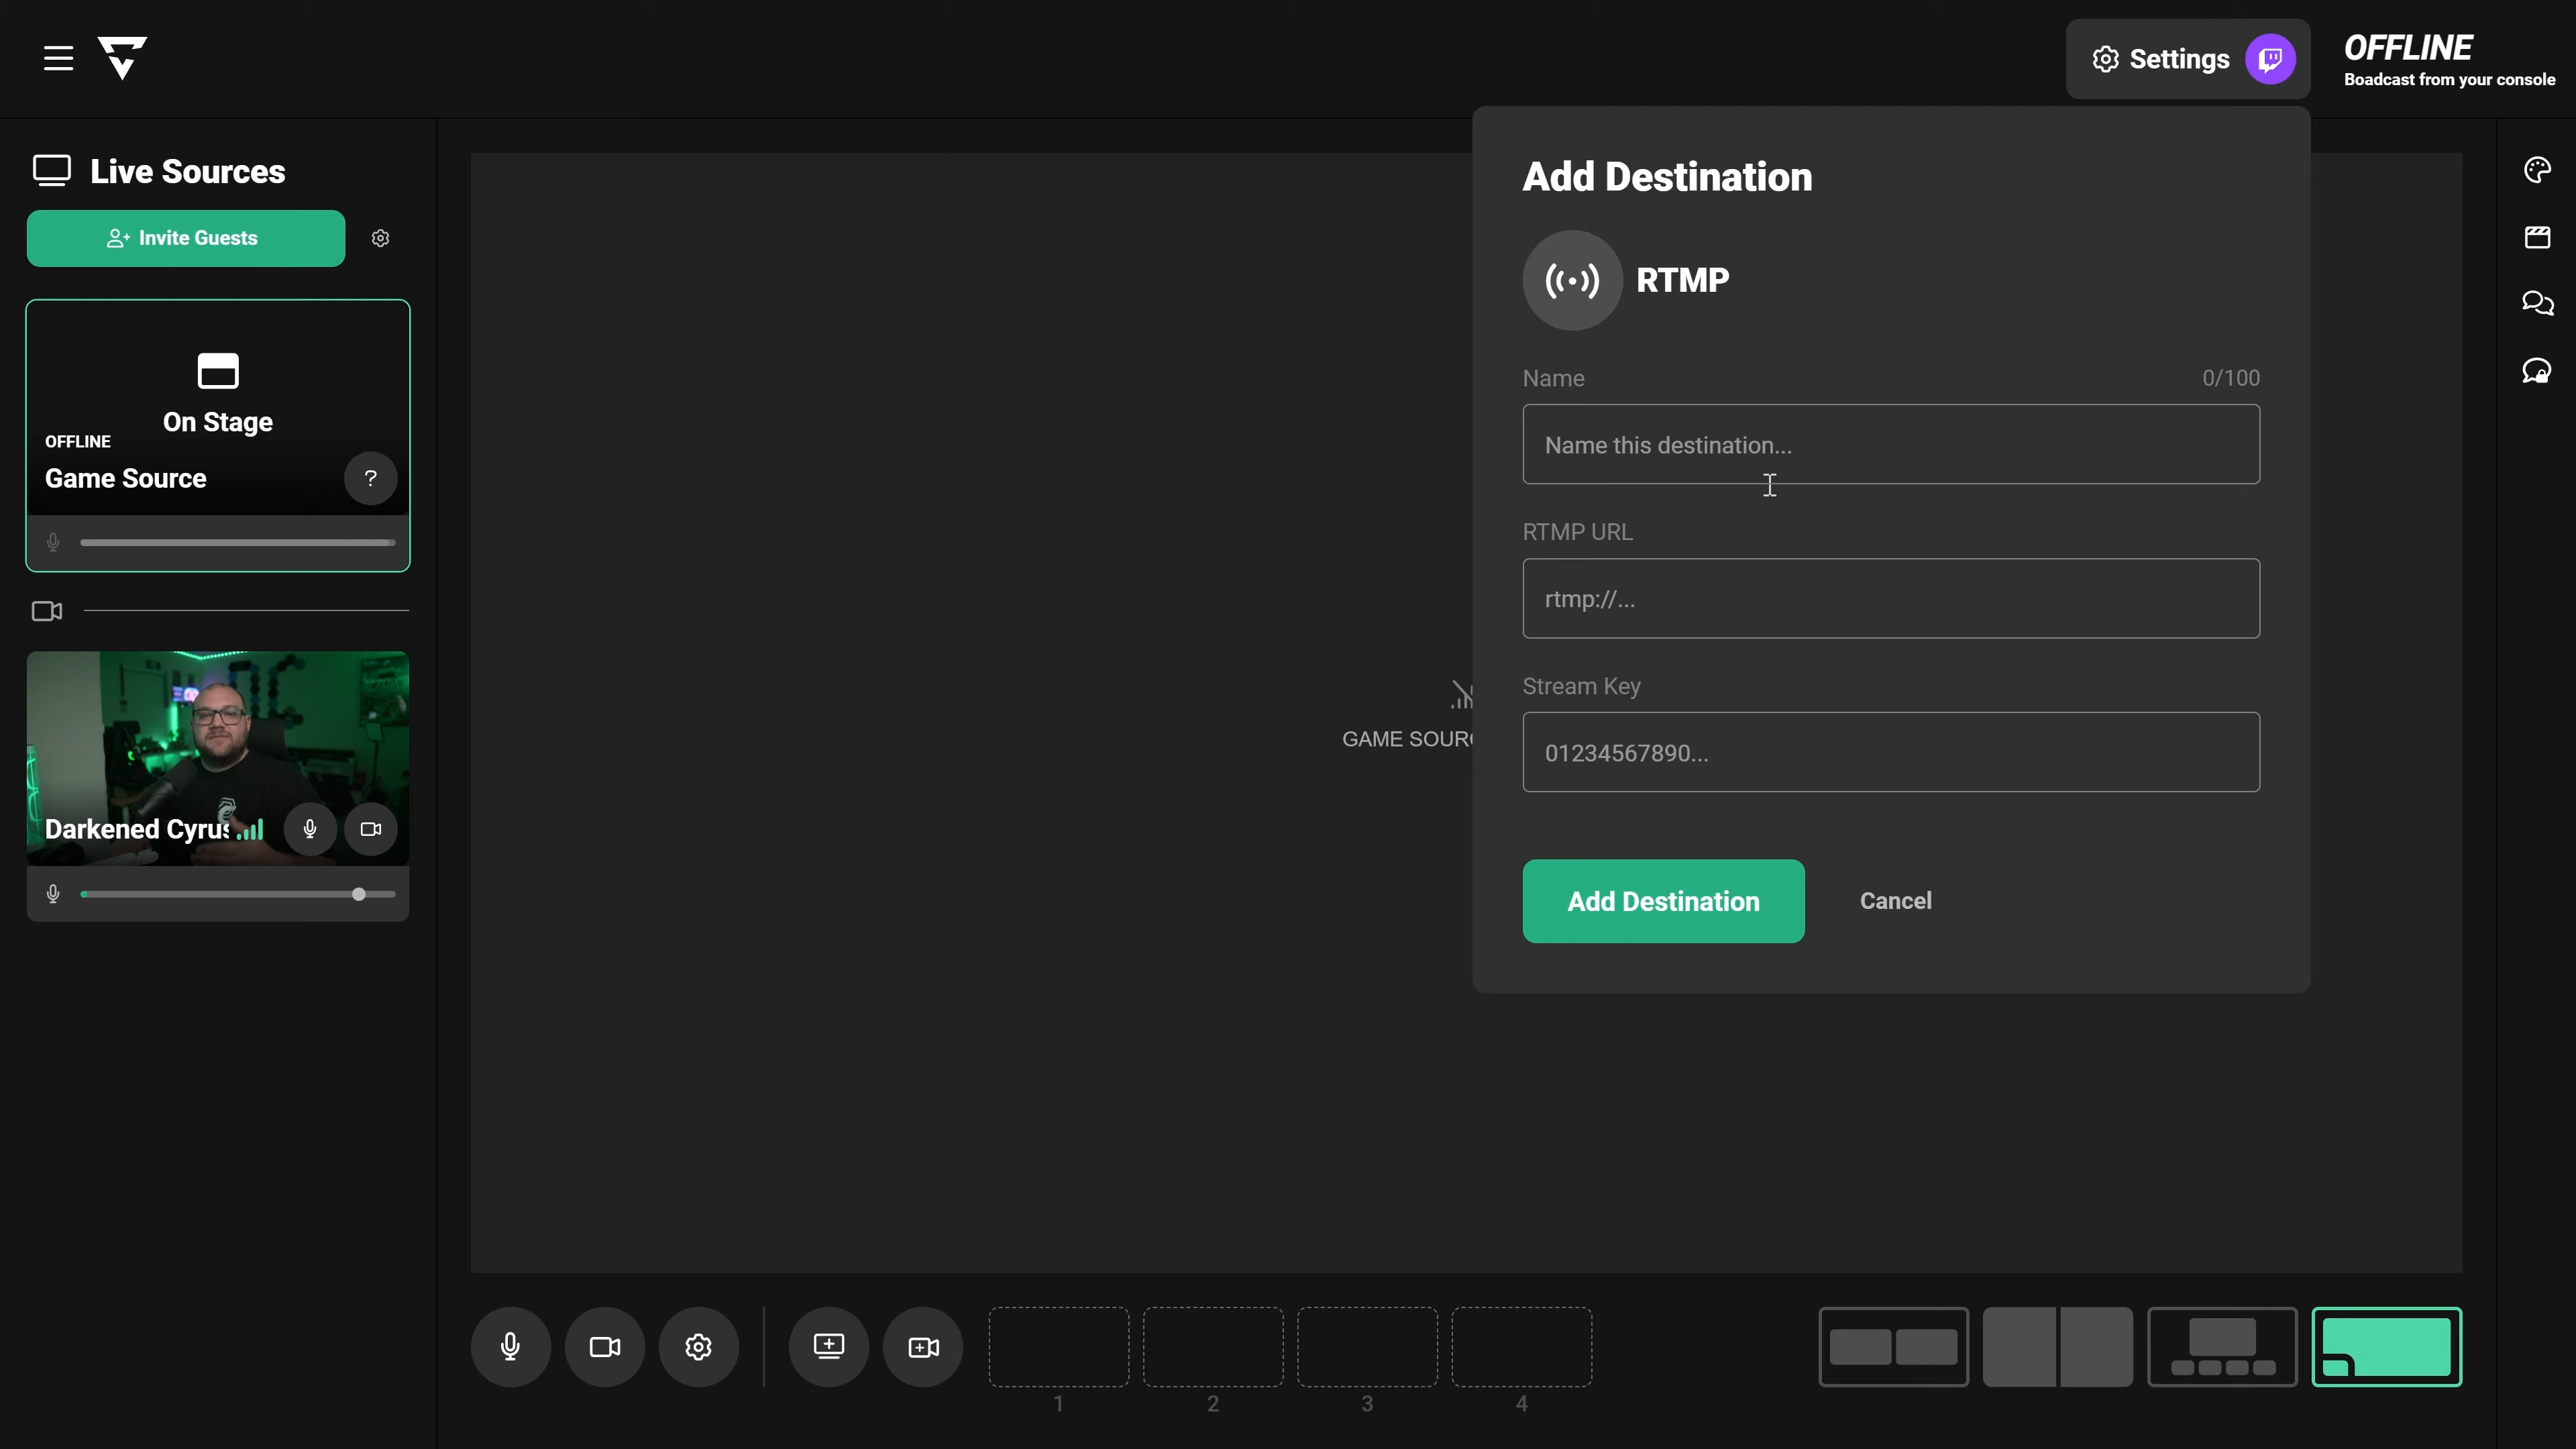 Settings
OFFLINE
Boadcast from your console
Live Sources
Invite Guests
On Stage
OFFLINE
Game Source
?
Darkened Cyrus
Add Destination
RTMP
Name
0/100
Name this destination...
RTMP URL
rtmp://...
Stream Key
01234567890...
Add Destination
Cancel
GAME
1
2
3
4